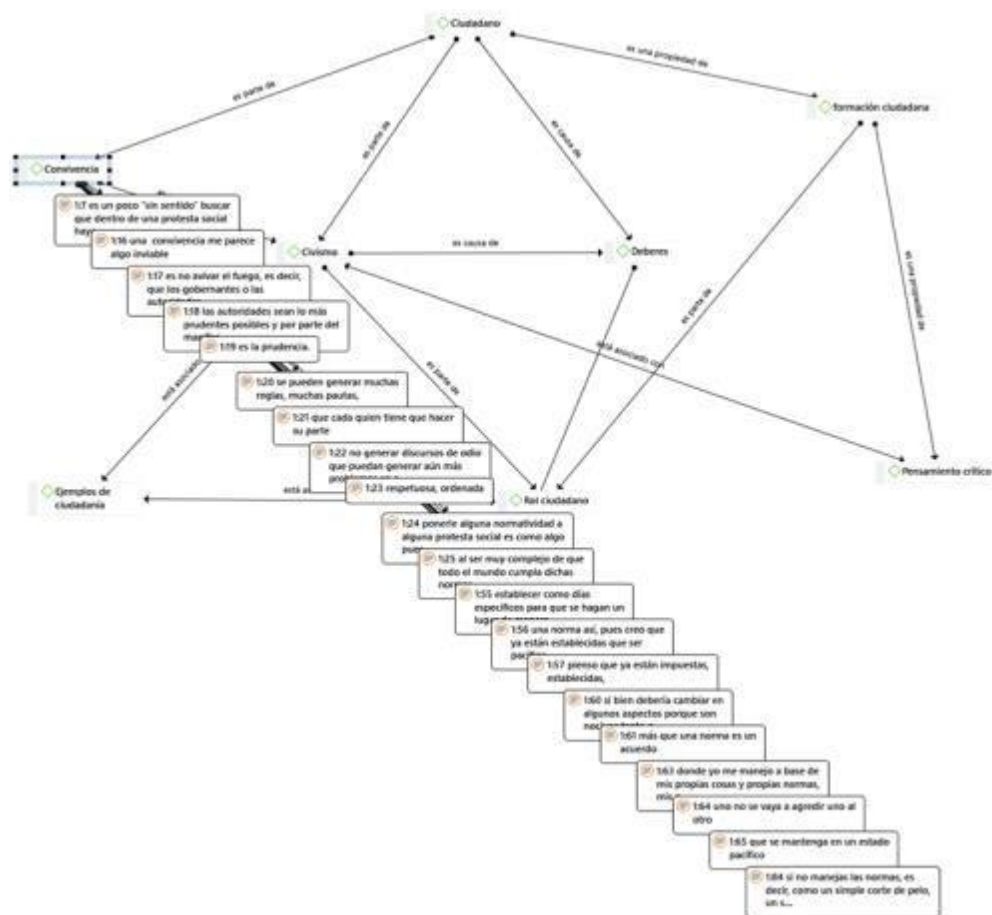 Ciudadano
es parte de
es una propiedad de
formación ciudadana
es parte de
es causa de
Convivencia
1:7 es un poco "sin sentido" buscar
que dentro de una protesta social
1:16 una convivencia me parece
algo inviable
Civismo
es causa de
Deberes
1:17 es no avivar el fuego, es decir,
que los gobernantes o las
1:18 las autoridades sean lo más
prudentes posibles y por parte del
1:19 es la prudencia.
está asociado
es parte de
está asociado con
es parte de
es una propiedad de
1:20 se pueden generar muchas
reglas, muchas pautas,
1:21 que cada quien tiene que hacer
su parte
1:22 no generar discursos de odio
que puedan generar aún más
1:23 respetuosa, ordenada
Pensamiento crítico
Ejemplos de
ciudadanía
está
Rol ciudadano
1:24 ponerle alguna normatividad a
alguna protesta social es como algo
1:25 al ser muy complejo de que
todo el mundo cumpla dichas
1:55 establecer como días
específicos para que se hagan un
1:56 una norma así, pues creo que
ya están establecidas que ser
1:57 pienso que ya están impuestas,
establecidas,
1:60 si bien debería cambiar en
algunos aspectos porque son
1:61 más que una norma es un
acuerdo
1:63 donde yo me manejo a base de
mis propias cosas y propias normas,
1:64 uno no se vaya a agredir uno al
otro
1:65 que se mantenga en un estado
pacífico
1:84 si no manejas las normas, es
decir, como un simple corte de pelo,
un s...